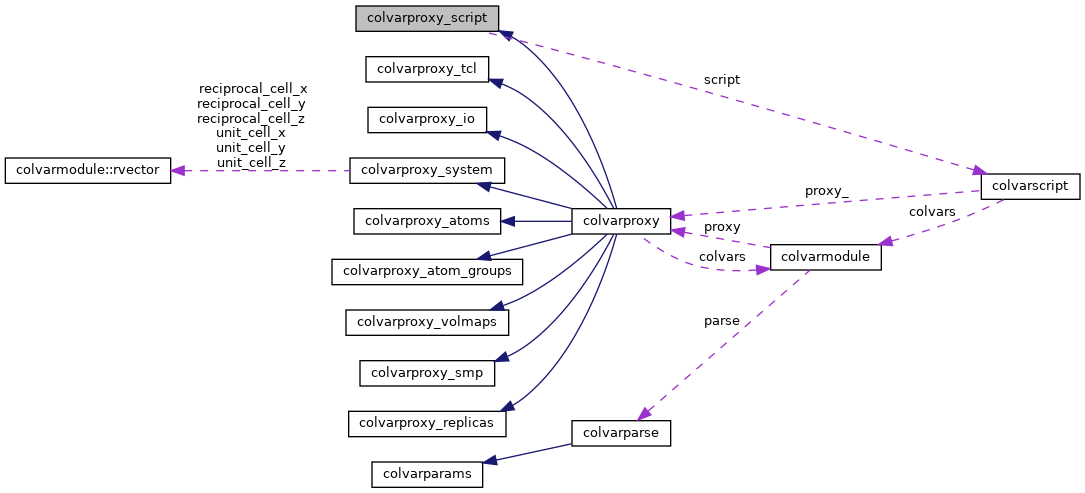 colvarproxy_script
script
colvarproxy_tcl
reciprocal_cell_x
reciprocal_cell_y
reciprocal_cell_z
unit_cell_x
unit_cell_y
unit_cell_z
colvarproxy_io
colvarmodule::rvector
colvarproxy_system
colvarscript
proxy_
colvars
colvarproxy_atoms
colvarproxy
proxy
colvars
colvarmodule
colvarproxy_atom_groups
colvarproxy_volmaps
parse
colvarproxy_smp
colvarproxy_replicas
colvarparse
colvarparams